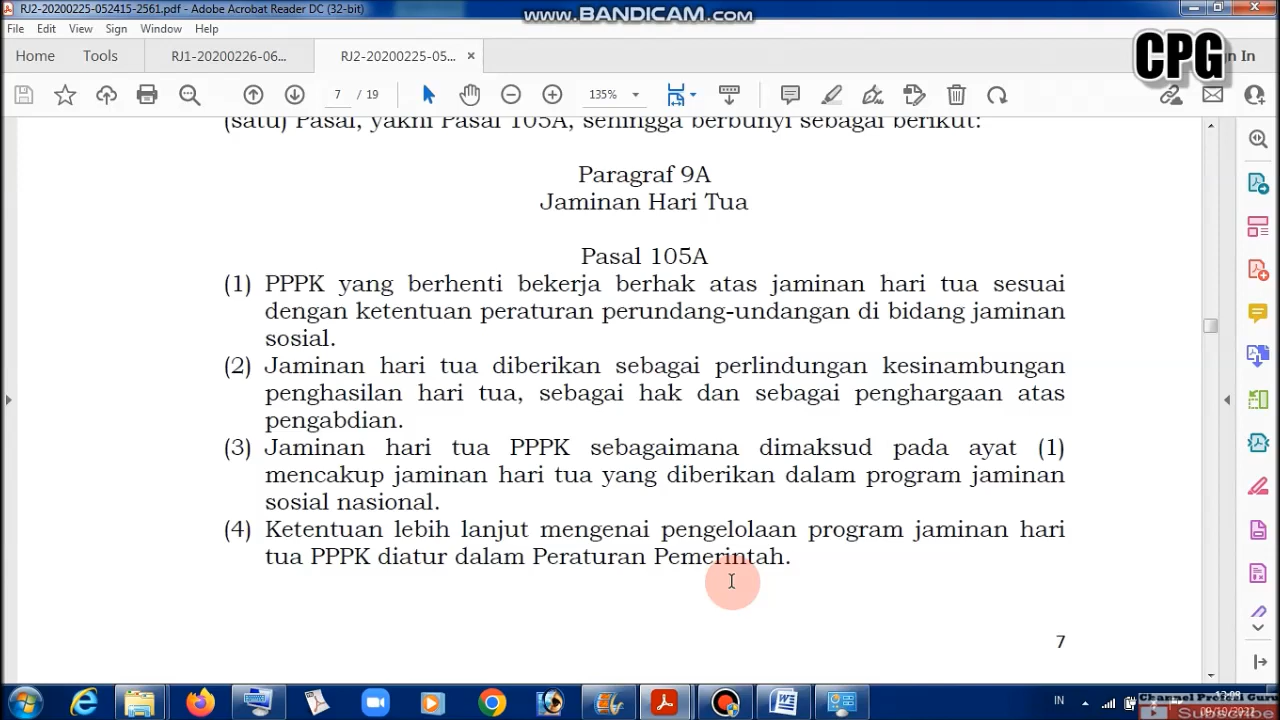 RJ2-20200225-052415-2561.pdf - Adobe Acrobat Reader DC (32-bit)
www.BANDICAM.com
File Edit View Sign Window Help
CPG
Home Tools RJ1-20200226-06... RJ2-20200225-05... × Sign In
7 / 19 135%
(satu) Pasal, yakni Pasal 105A, sehingga berbunyi sebagai berikut:
Paragraf 9A
Jaminan Hari Tua
Pasal 105A
(1) PPPK yang berhenti bekerja berhak atas jaminan hari tua sesuai
dengan ketentuan peraturan perundang-undangan di bidang jaminan
sosial.
(2) Jaminan hari tua diberikan sebagai perlindungan kesinambungan
penghasilan hari tua, sebagai hak dan sebagai penghargaan atas
pengabdian.
(3) Jaminan hari tua PPPK sebagaimana dimaksud pada ayat (1)
mencakup jaminan hari tua yang diberikan dalam program jaminan
sosial nasional.
(4) Ketentuan lebih lanjut mengenai pengelolaan program jaminan hari
tua PPPK diatur dalam Peraturan Pemerintah.
7
IN
Subscribe